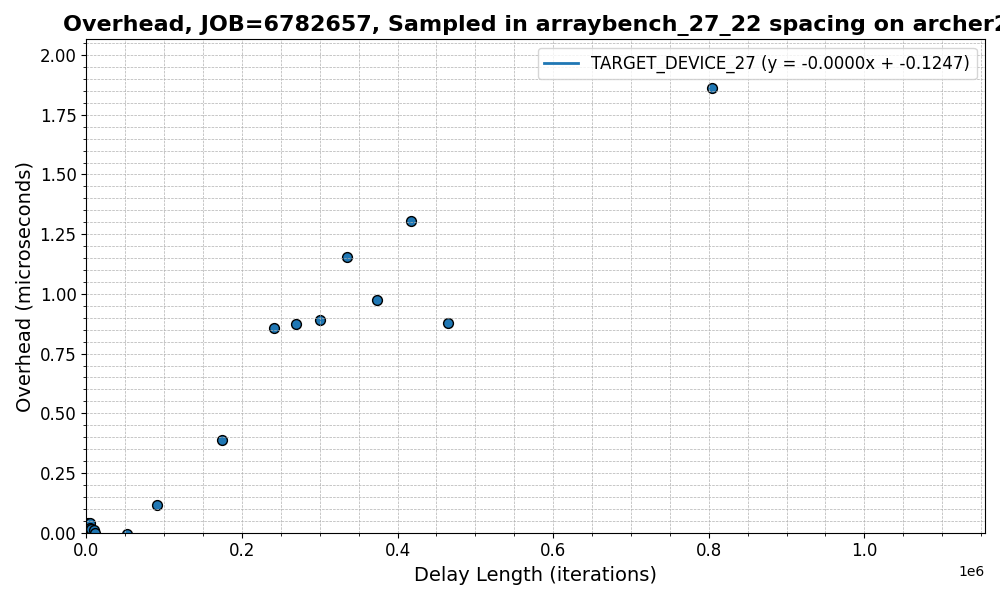 Overhead, JOB=6782657, Sampled in arraybench_27_22 spacing on archer2
TARGET_DEVICE_27 (y = -0.0000x + -0.1247)
Overhead (microseconds)
2.00
1.75
1.50
1.25
1.00
0.75
0.50
0.25
0.00
0.0 0.2 0.4 0.6 0.8 1.0
1e6
Delay Length (iterations)